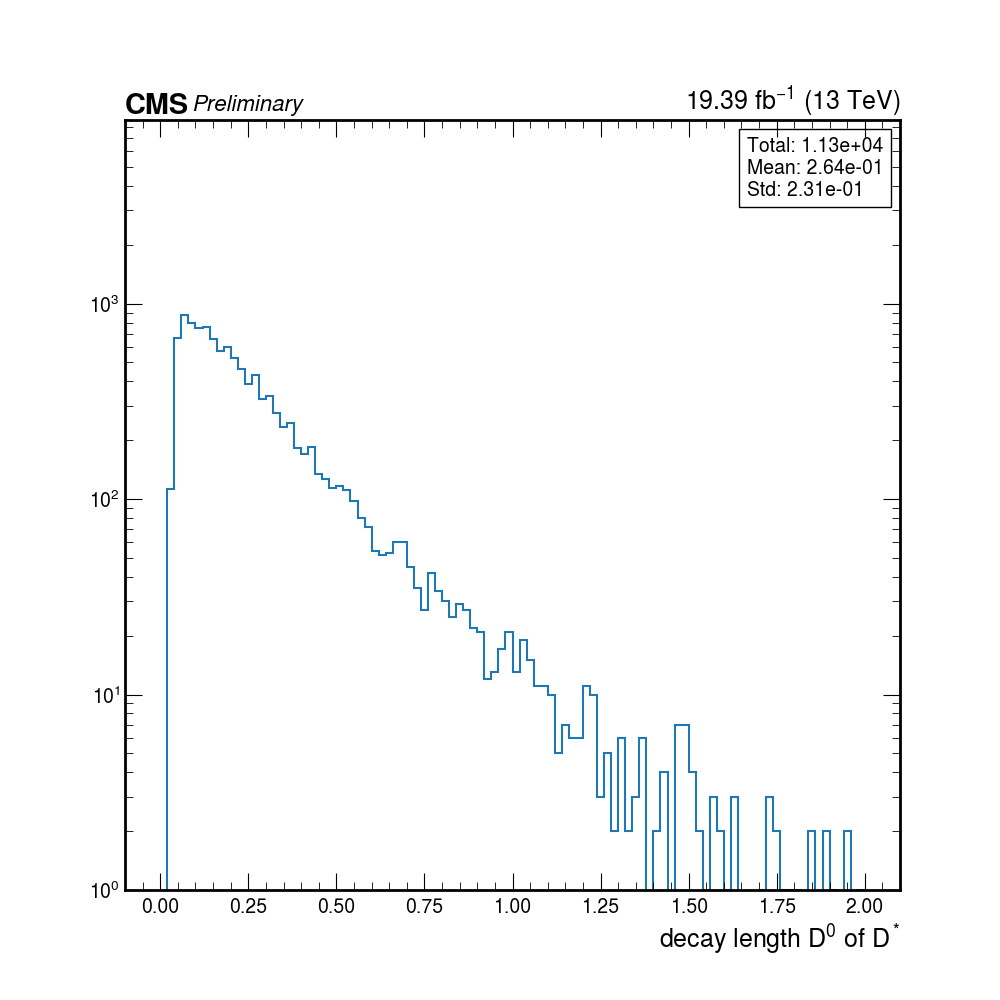 CMS Preliminary 19.39 fb⁻¹ (13 TeV)
Total: 1.13e+04
Mean: 2.64e-01
Std: 2.31e-01
10³
10²
10¹
10⁰
0.00 0.25 0.50 0.75 1.00 1.25 1.50 1.75 2.00
decay length D⁰ of D*